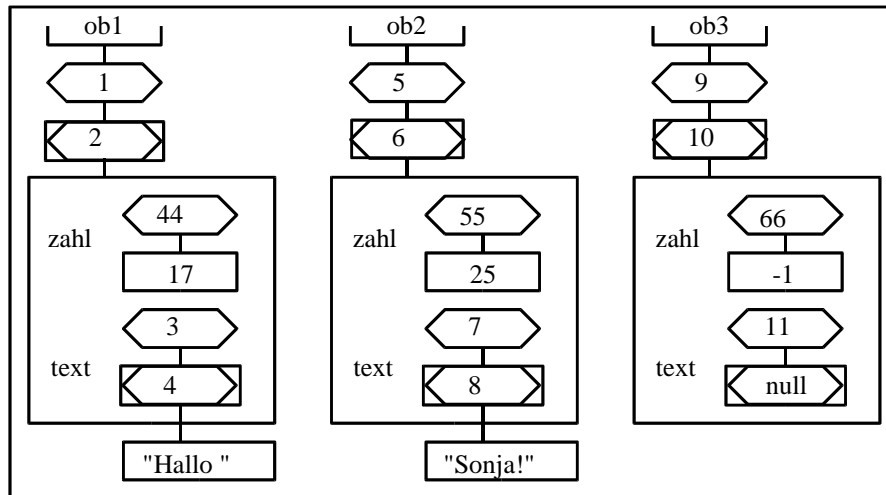 ob1 ob2 ob3
1 5 9
2 6 10
44 55 66
zahl zahl zahl
17 25 -1
3 7 11
text text text
4 8 null
"Hallo " "Sonja!"